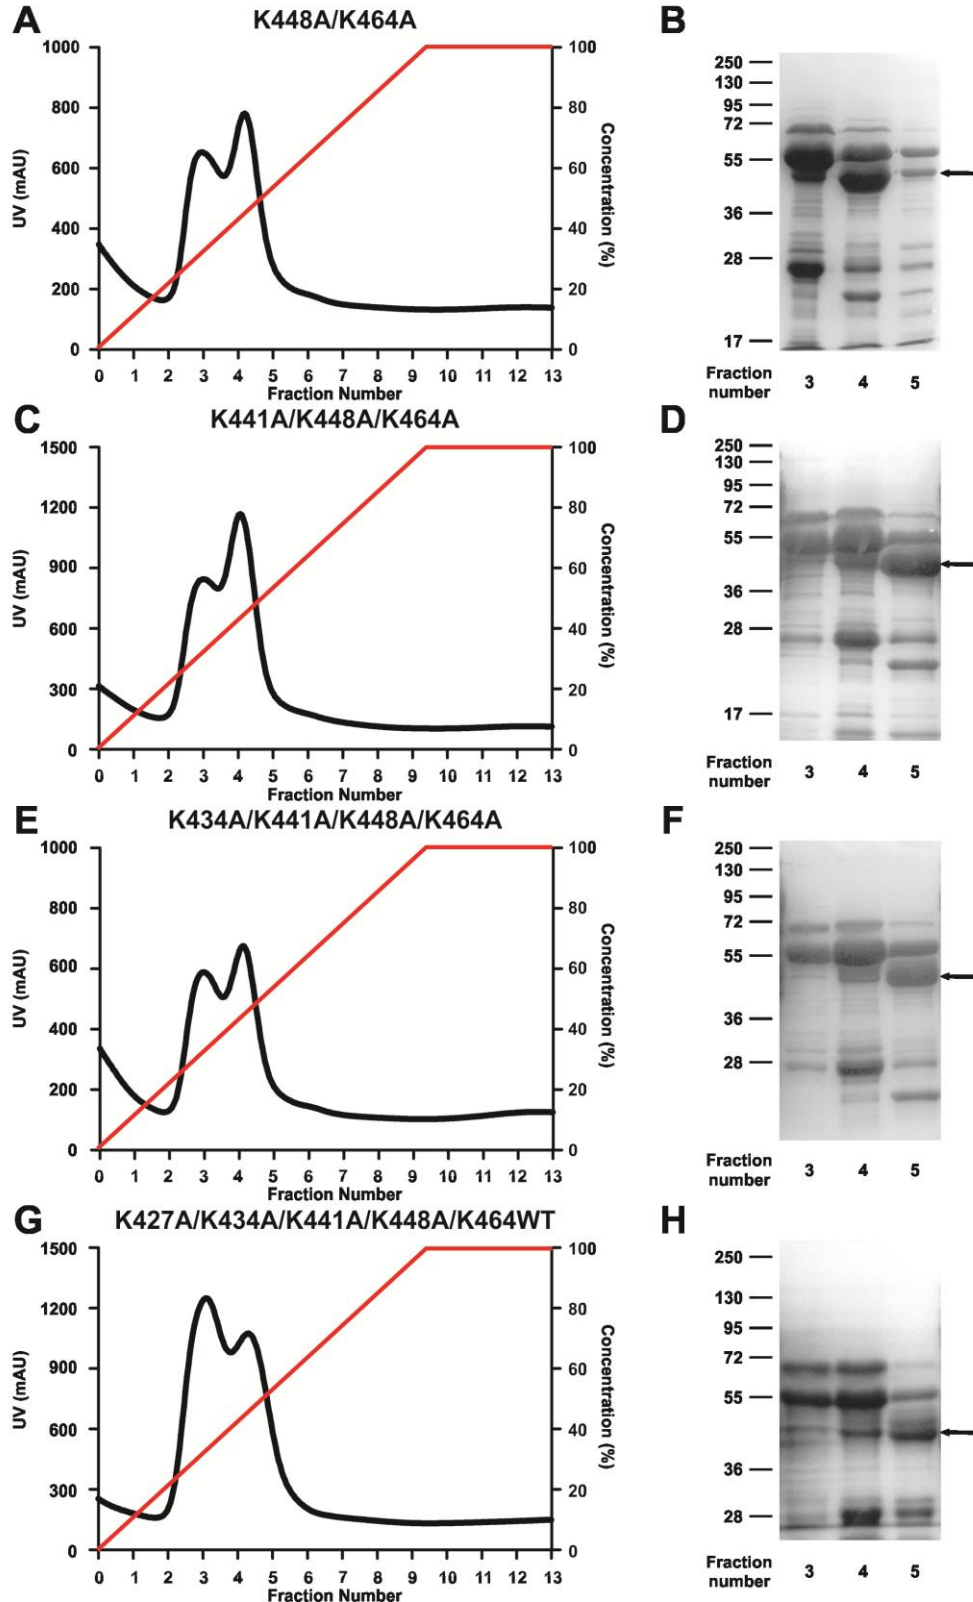 A
K448A/K464A
1000
800
600
400
200
0
UV (mAU)
100
80
60
40
20
0
Concentration (%)
0 1 2 3 4 5 6 7 8 9 10 11 12 13
Fraction Number
B
250
130
95
72
55
36
28
17
Fraction number 3 4 5
C
K441A/K448A/K464A
1500
1200
900
600
300
0
UV (mAU)
100
80
60
40
20
0
Concentration (%)
0 1 2 3 4 5 6 7 8 9 10 11 12 13
Fraction Number
D
250
130
95
72
55
36
28
17
Fraction number 3 4 5
E
K434A/K441A/K448A/K464A
1000
800
600
400
200
0
UV (mAU)
100
80
60
40
20
0
Concentration (%)
0 1 2 3 4 5 6 7 8 9 10 11 12 13
Fraction Number
F
250
130
95
72
55
36
28
Fraction number 3 4 5
G
K427A/K434A/K441A/K448A/K464WT
1500
1200
900
600
300
0
UV (mAU)
100
80
60
40
20
0
Concentration (%)
0 1 2 3 4 5 6 7 8 9 10 11 12 13
Fraction Number
H
250
130
95
72
55
36
28
Fraction number 3 4 5